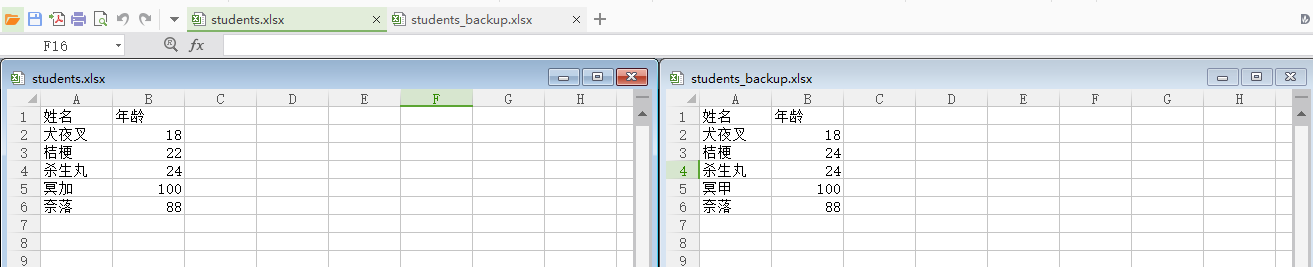 students.xlsx students_backup.xlsx
F16 fx
students.xlsx
A B C D E F G H
1 姓名 年龄
2 犬夜叉 18
3 桔梗 22
4 杀生丸 24
5 冥加 100
6 奈落 88
7
8
9
students_backup.xlsx
A B C D E F G H
1 姓名 年龄
2 犬夜叉 18
3 桔梗 24
4 杀生丸 24
5 冥甲 100
6 奈落 88
7
8
9